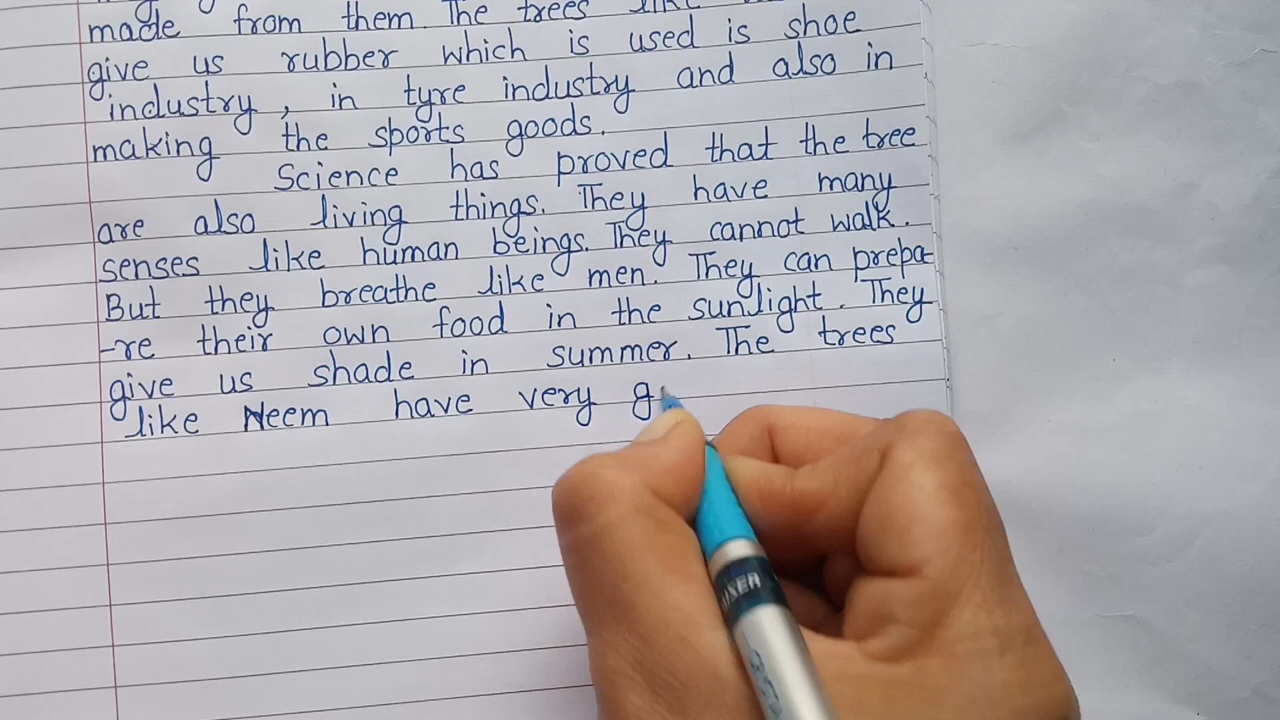 made from them. The trees like
give us rubber which is used is shoe
industry, in tyre industry and also in
making the sports goods.
Science has proved that the tree
are also living things. They have many
senses like human beings. They cannot walk.
But they breathe like men. They can prepa-
-re their own food in the sunlight. They
give us shade in summer. The trees
like Neem have very g